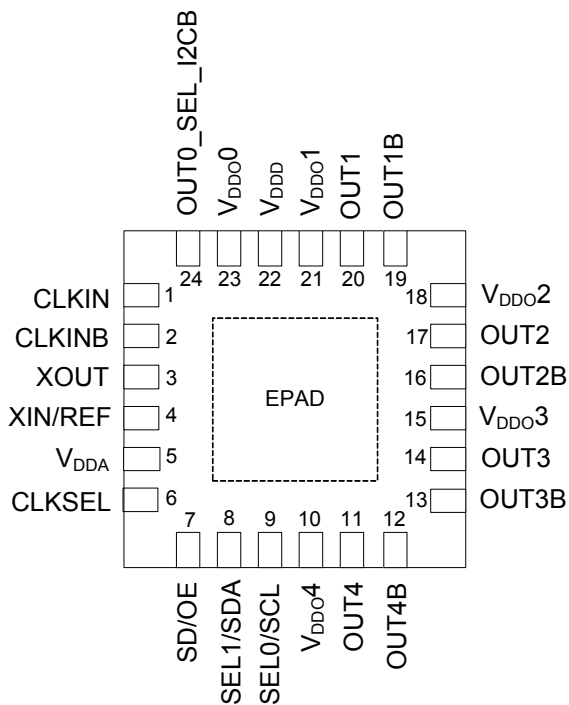 OUT0_SEL_I2CB
VDDO0
VDDD
VDDO1
OUT1
OUT1B
24
23
22
21
20
19
CLKIN
1
CLKINB
2
XOUT
3
XIN/REF
4
VDDA
5
CLKSEL
6
EPAD
18
VDDO2
17
OUT2
16
OUT2B
15
VDDO3
14
OUT3
13
OUT3B
7
8
9
10
11
12
SD/OE
SEL1/SDA
SEL0/SCL
VDDO4
OUT4
OUT4B